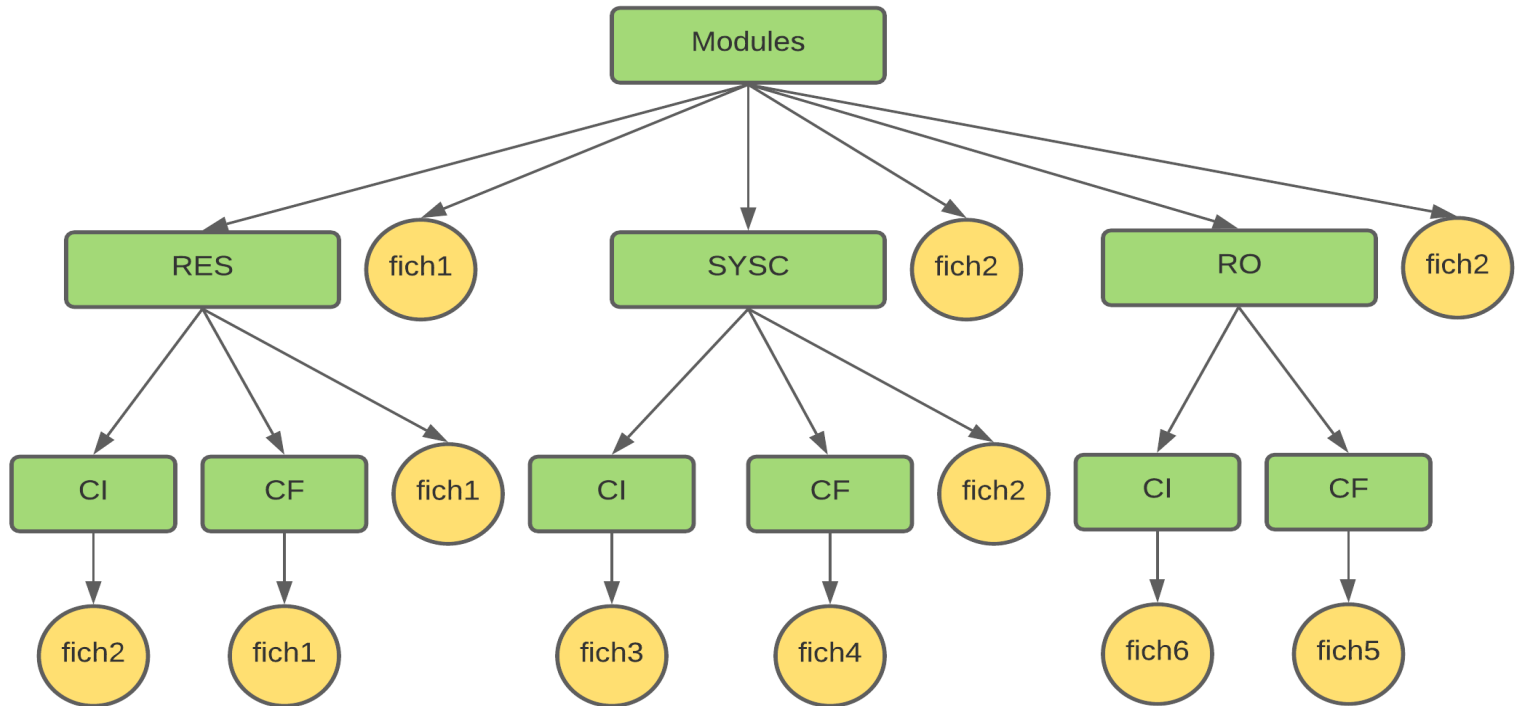 Modules
RES
fich1
SYSC
fich2
RO
fich2
CI
CF
fich1
CI
CF
fich2
CI
CF
fich2
fich1
fich3
fich4
fich6
fich5